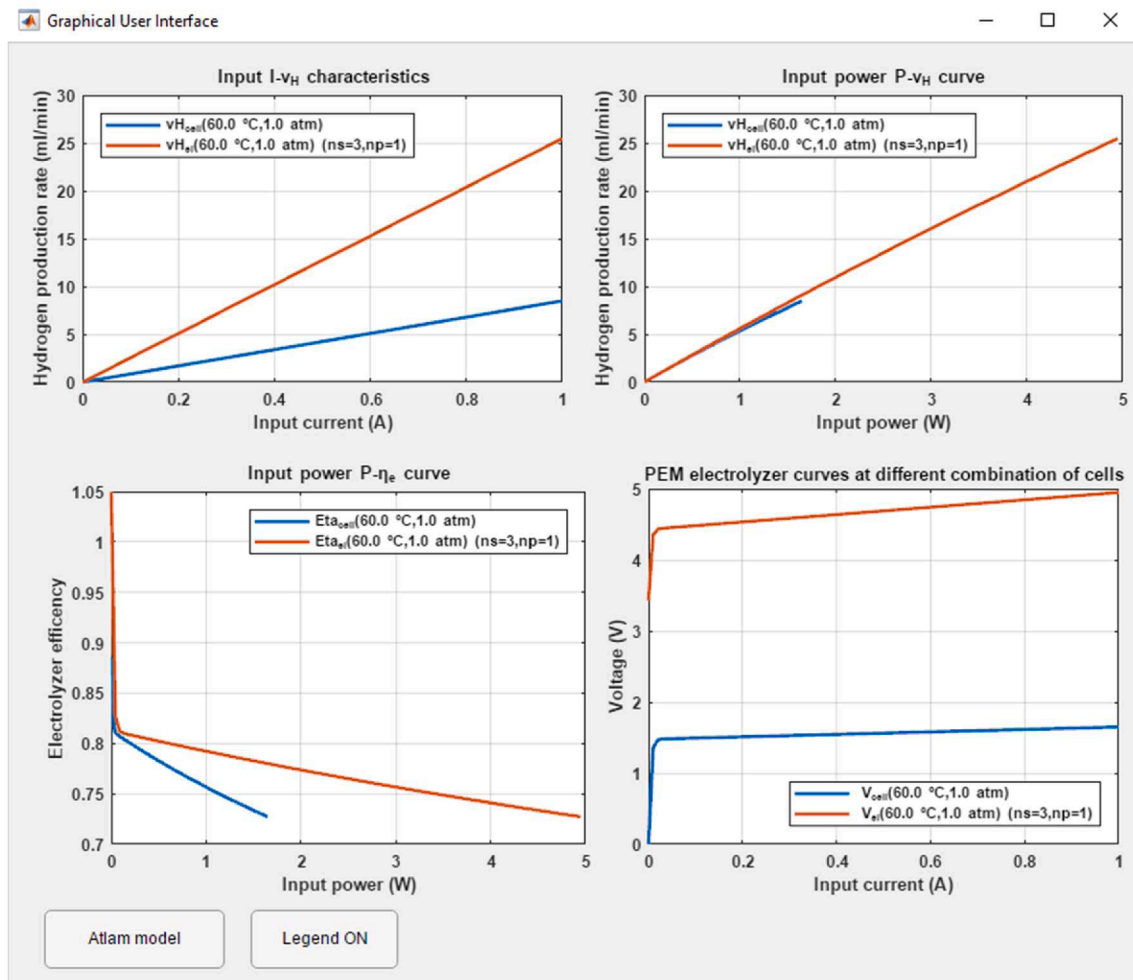 Graphical User Interface
Input I-vH characteristics
30
25
20
15
10
5
0
Hydrogen production rate (ml/min)
vHcell(60.0 ºC,1.0 atm)
vHel(60.0 ºC,1.0 atm) (ns=3,np=1)
0 0.2 0.4 0.6 0.8 1
Input current (A)
Input power P-vH curve
30
25
20
15
10
5
0
Hydrogen production rate (ml/min)
vHcell(60.0 ºC,1.0 atm)
vHel(60.0 ºC,1.0 atm) (ns=3,np=1)
0 1 2 3 4 5
Input power (W)
Input power P-ηe curve
1.05
1
0.95
0.9
0.85
0.8
0.75
0.7
Electrolyzer efficency
Etacell(60.0 ºC,1.0 atm)
Etael(60.0 ºC,1.0 atm) (ns=3,np=1)
0 1 2 3 4 5
Input power (W)
PEM electrolyzer curves at different combination of cells
5
4
3
2
1
0
Voltage (V)
Vcell(60.0 ºC,1.0 atm)
Vel(60.0 ºC,1.0 atm) (ns=3,np=1)
0 0.2 0.4 0.6 0.8 1
Input current (A)
Atlam model
Legend ON